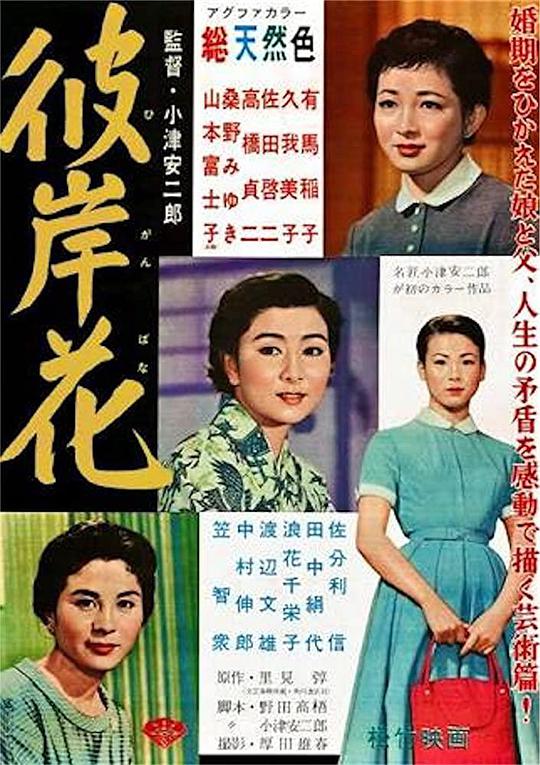 婚期をひかえた娘と父、人生の矛盾を感動で描く芸術篇!
アグファカラー
総天然色
有馬稲子
久我美子
佐田啓二
高橋貞二
桑野みゆき
山本富士子
監督・小津安二郎
彼岸花
ひがんばな
名匠小津安二郎
が初のカラー作品
佐分利信
田中絹代
浪花千栄子
渡辺文雄
中村伸郎
笠智衆
原作・里見弴
脚本・野田高梧
〃小津安二郎
撮影・厚田雄春
松竹映画